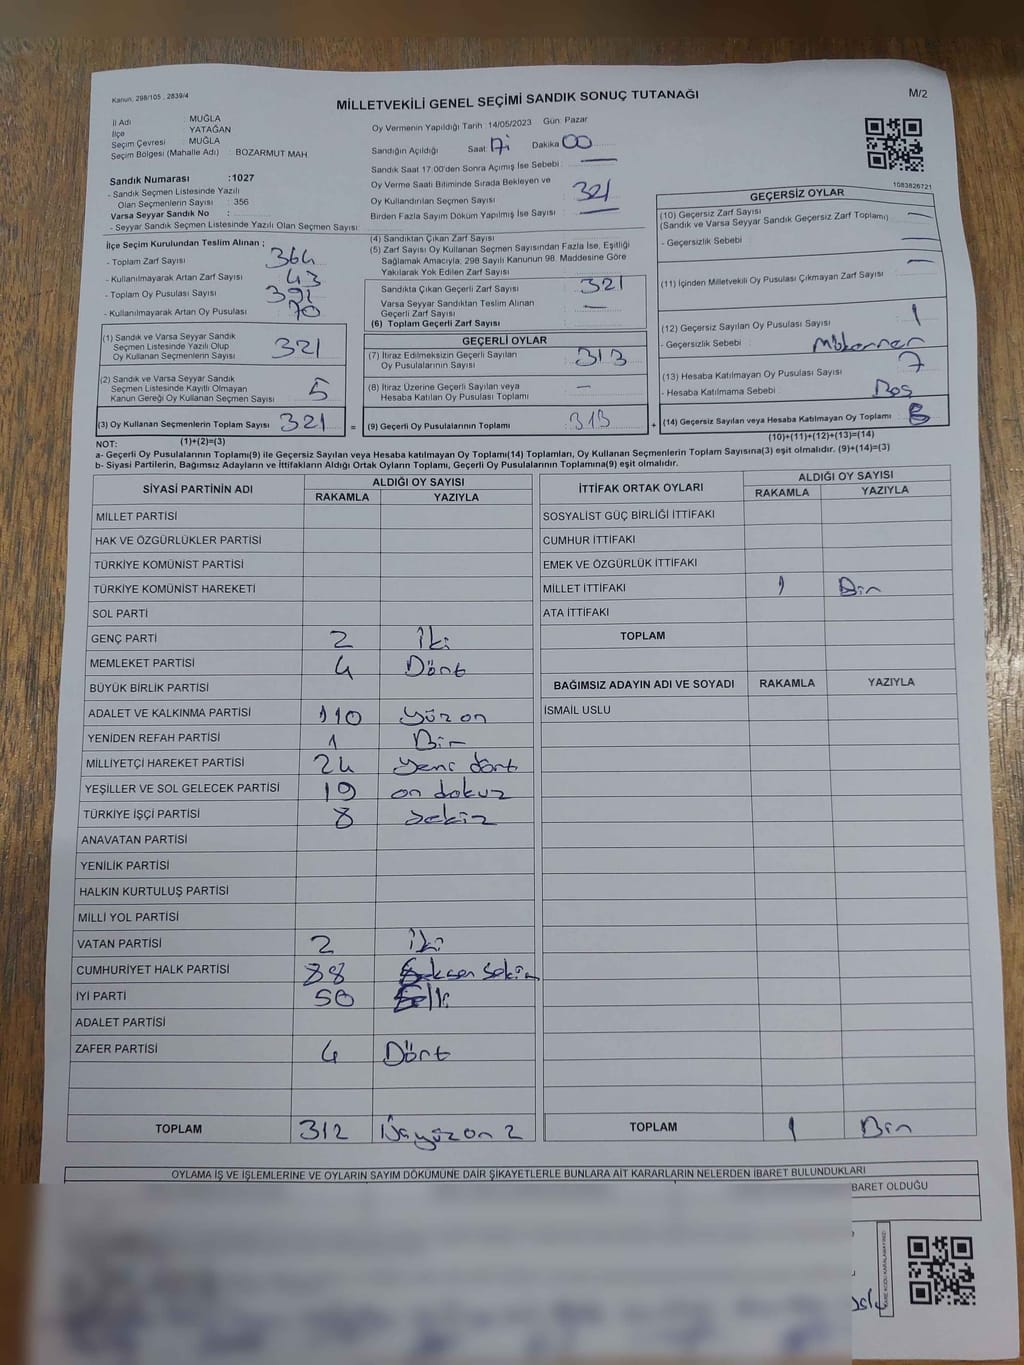 Kanun: 298/105 , 2839/4
MİLLETVEKİLİ GENEL SEÇİMİ SANDIK SONUÇ TUTANAĞI
M/2
İl Adı : MUĞLA
İlçe : YATAĞAN
Seçim Çevresi : MUĞLA
Seçim Bölgesi (Mahalle Adı) : BOZARMUT MAH
Sandık Numarası :1027
- Sandık Seçmen Listesinde Yazılı
Olan Seçmenlerin Sayısı : 356
Varsa Seyyar Sandık No :
- Seyyar Sandık Seçmen Listesinde Yazılı Olan Seçmen Sayısı:
Oy Vermenin Yapıldığı Tarih :14/05/2023 Gün: Pazar
Sandığın Açıldığı Saat: 17 Dakika 00
Sandık Saat 17:00'den Sonra Açımış İse Sebebi :
Oy Verme Saati Bitiminde Sırada Bekleyen ve
Oy Kullandırılan Seçmen Sayısı : 321
Birden Fazla Sayım Döküm Yapılmış İse Sayısı :
1083826721
İlçe Seçim Kurulundan Teslim Alınan ;
- Toplam Zarf Sayısı : 364
- Kullanılmayarak Artan Zarf Sayısı : 43
- Toplam Oy Pusulası Sayısı : 391
- Kullanılmayarak Artan Oy Pusulası : 70
(1) Sandık ve Varsa Seyyar Sandık
Seçmen Listesinde Yazılı Olup
Oy Kullanan Seçmenlerin Sayısı : 321
(2) Sandık ve Varsa Seyyar Sandık
Seçmen Listesinde Kayıtlı Olmayan
Kanun Gereği Oy Kullanan Seçmen Sayısı : 5
(3) Oy Kullanan Seçmenlerin Toplam Sayısı : 321
(4) Sandıktan Çıkan Zarf Sayısı
(5) Zarf Sayısı Oy Kullanan Seçmen Sayısından Fazla İse, Eşitliği
Sağlamak Amacıyla; 298 Sayılı Kanunun 98. Maddesine Göre
Yakılarak Yok Edilen Zarf Sayısı :
Sandıkta Çıkan Geçerli Zarf Sayısı : 321
Varsa Seyyar Sandıktan Teslim Alınan
Geçerli Zarf Sayısı : —
(6) Toplam Geçerli Zarf Sayısı :
GEÇERLİ OYLAR
(7) İtiraz Edilmeksizin Geçerli Sayılan
Oy Pusulalarının Sayısı : 313
(8) İtiraz Üzerine Geçerli Sayılan veya
Hesaba Katılan Oy Pusulası Toplamı : —
= (9) Geçerli Oy Pusulalarının Toplamı : 313
GEÇERSİZ OYLAR
(10) Geçersiz Zarf Sayısı
(Sandık ve Varsa Seyyar Sandık Geçersiz Zarf Toplamı) : —
- Geçersizlik Sebebi : —
(11) İçinden Milletvekili Oy Pusulası Çıkmayan Zarf Sayısı : —
(12) Geçersiz Sayılan Oy Pusulası Sayısı : 1
- Geçersizlik Sebebi :
(13) Hesaba Katılmayan Oy Pusulası Sayısı : 7
- Hesaba Katılmama Sebebi : Boş
+ (14) Geçersiz Sayılan veya Hesaba Katılmayan Oy Toplamı : 8
NOT: (1)+(2)=(3)
(10)+(11)+(12)+(13)=(14)
a- Geçerli Oy Pusulalarının Toplamı(9) ile Geçersiz Sayılan veya Hesaba Katılmayan Oy Toplamı(14) Toplamları, Oy Kullanan Seçmenlerin Toplam Sayısına(3) eşit olmalıdır. (9)+(14)=(3)
b- Siyasi Partilerin, Bağımsız Adayların ve İttifakların Aldığı Ortak Oyların Toplamı, Geçerli Oy Pusulalarının Toplamına(9) eşit olmalıdır.
SİYASİ PARTİNİN ADI ALDIĞI OY SAYISI
RAKAMLA YAZIYLA
MİLLET PARTİSİ
HAK VE ÖZGÜRLÜKLER PARTİSİ
TÜRKİYE KOMÜNİST PARTİSİ
TÜRKİYE KOMÜNİST HAREKETİ
SOL PARTİ
GENÇ PARTİ 2 İki
MEMLEKET PARTİSİ 4 Dört
BÜYÜK BİRLİK PARTİSİ
ADALET VE KALKINMA PARTİSİ 110 yüz on
YENİDEN REFAH PARTİSİ 1 Bir
MİLLİYETÇİ HAREKET PARTİSİ 24 dört
YEŞİLLER VE SOL GELECEK PARTİSİ 19 on dokuz
TÜRKİYE İŞÇİ PARTİSİ 8 sekiz
ANAVATAN PARTİSİ
YENİLİK PARTİSİ
HALKIN KURTULUŞ PARTİSİ
MİLLİ YOL PARTİSİ
VATAN PARTİSİ 2 İki
CUMHURİYET HALK PARTİSİ 88 Seksen Sekiz
İYİ PARTİ 50 Elli
ADALET PARTİSİ
ZAFER PARTİSİ 4 Dört
TOPLAM 312 Üçyüzon 2
İTTİFAK ORTAK OYLARI ALDIĞI OY SAYISI
RAKAMLA YAZIYLA
SOSYALİST GÜÇ BİRLİĞİ İTTİFAKI
CUMHUR İTTİFAKI
EMEK VE ÖZGÜRLÜK İTTİFAKI
MİLLET İTTİFAKI 1 Bir
ATA İTTİFAKI
TOPLAM
BAĞIMSIZ ADAYIN ADI VE SOYADI RAKAMLA YAZIYLA
İSMAİL USLU
TOPLAM 1 Bir
OYLAMA İŞ VE İŞLEMLERİNE VE OYLARIN SAYIM DÖKÜMÜNE DAİR ŞİKAYETLERLE BUNLARA AİT KARARLARIN NELERDEN İBARET BULUNDUKLARI
BARET OLDUĞU